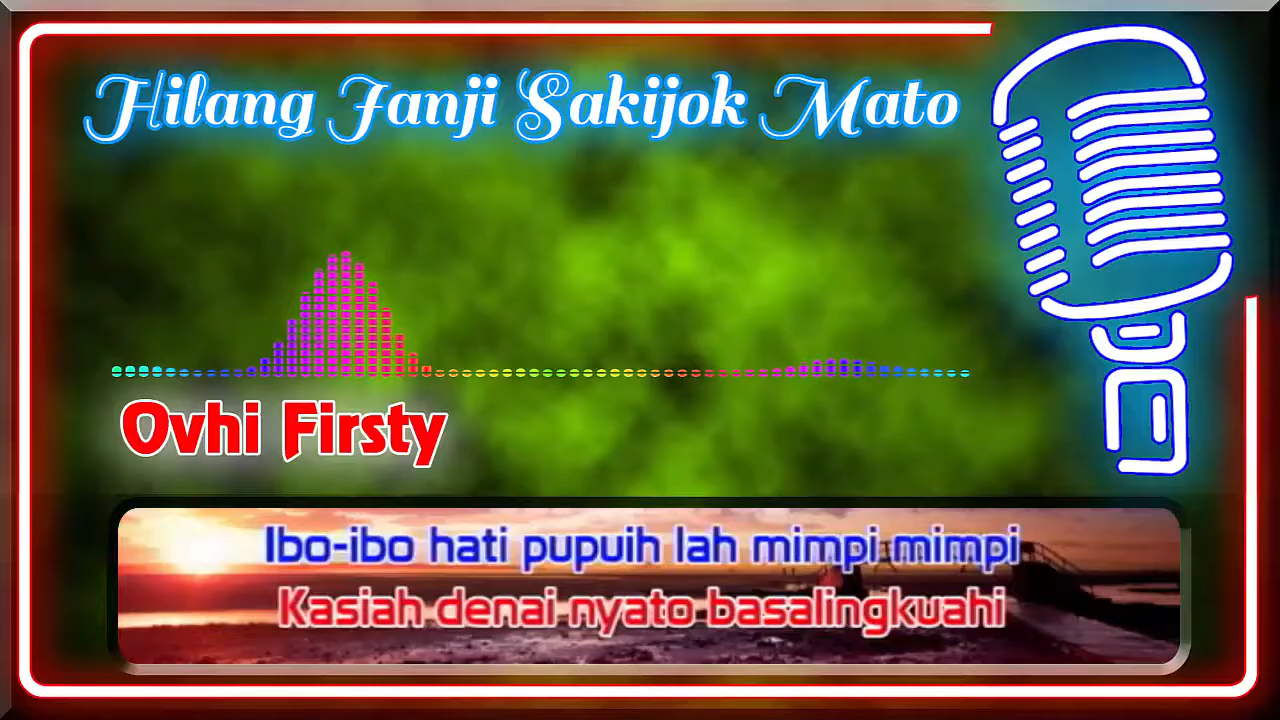 Hilang Janji Sakijok Mato
Ovhi Firsty
Ibo-ibo hati pupuih lah mimpi mimpi
Kasiah denai nyato basalingkuahi